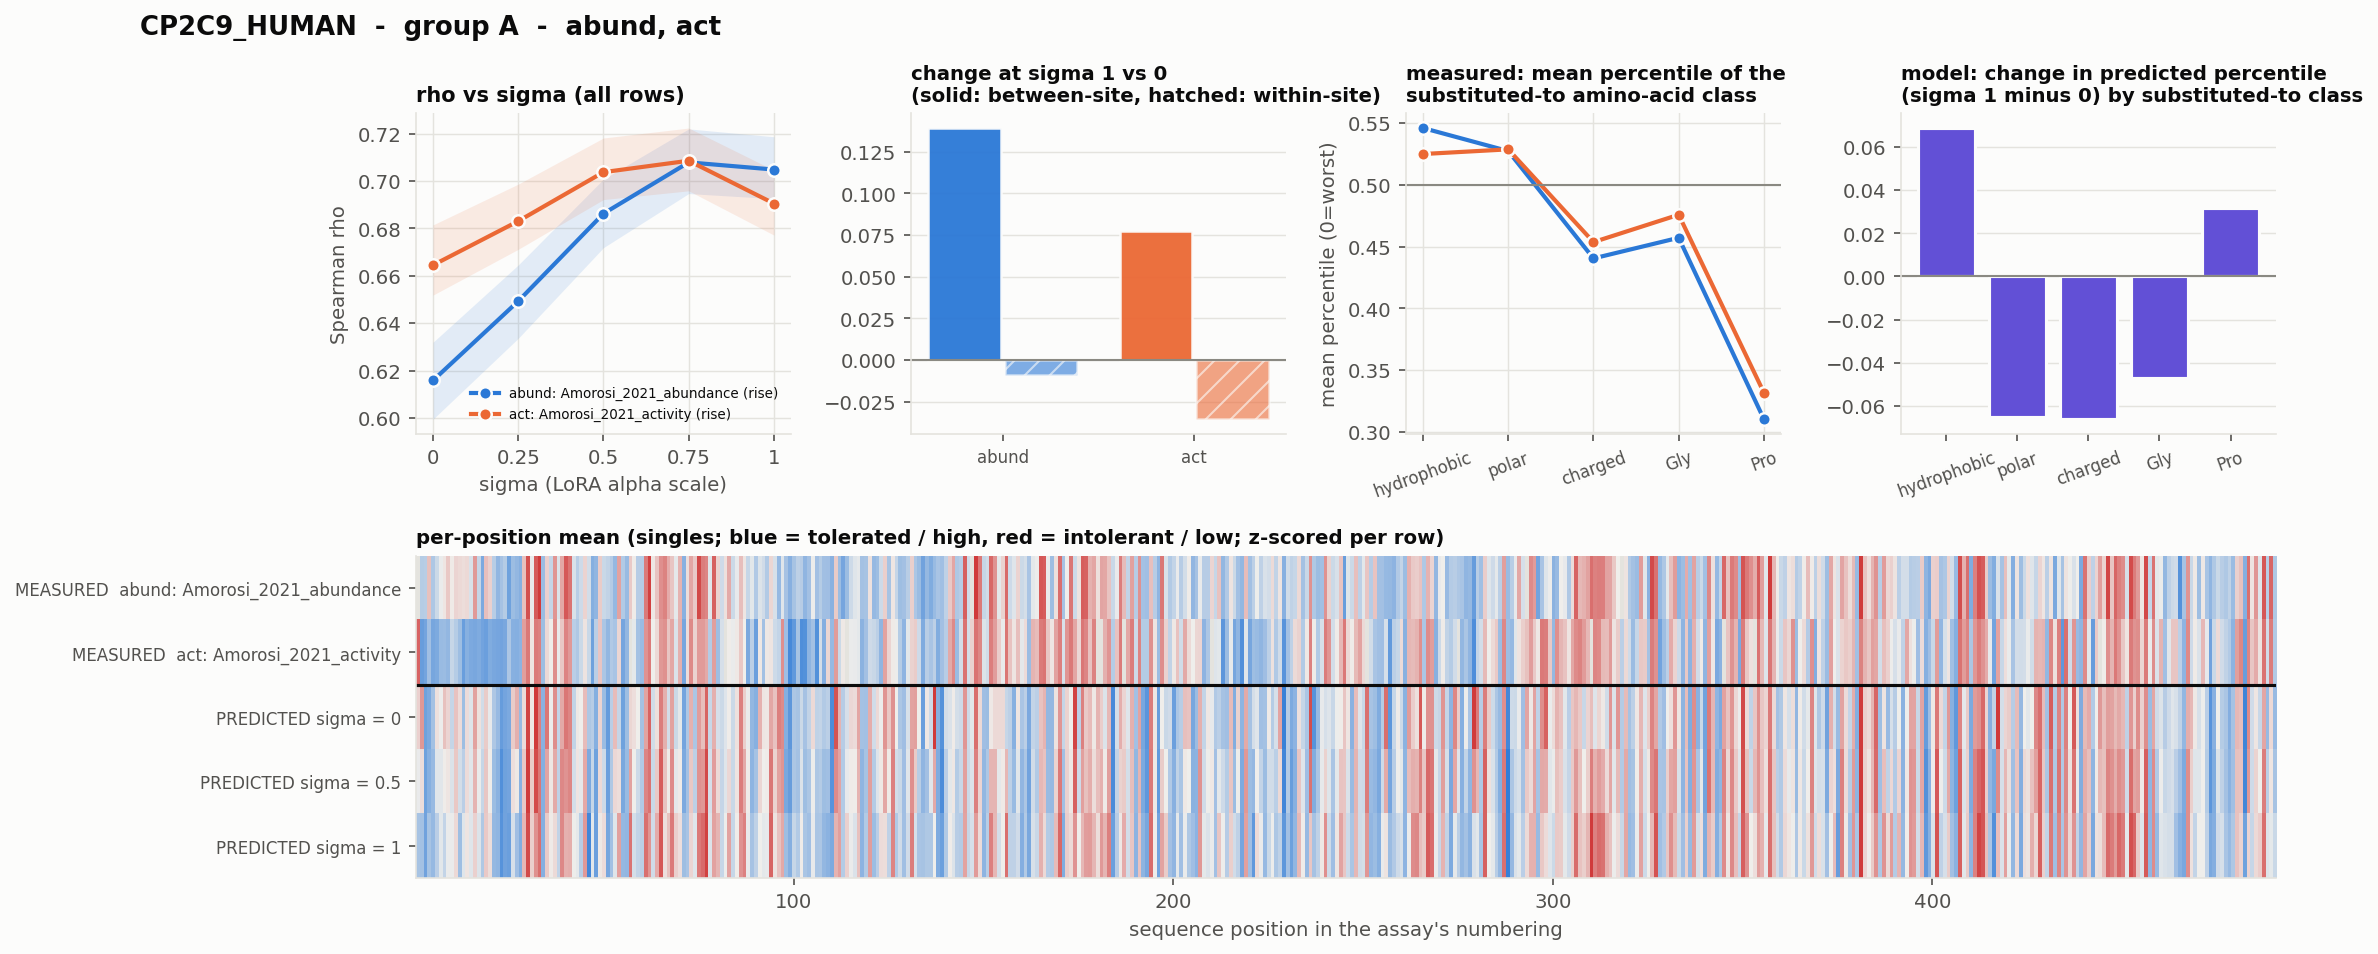 CP2C9_HUMAN - group A - abund, act
rho vs sigma (all rows)
Spearman rho
0.72
0.70
0.68
0.66
0.64
0.62
0.60
abund: Amorosi_2021_abundance (rise)
act: Amorosi_2021_activity (rise)
0 0.25 0.5 0.75 1
sigma (LoRA alpha scale)
change at sigma 1 vs 0
(solid: between-site, hatched: within-site)
0.125
0.100
0.075
0.050
0.025
0.000
−0.025
abund act
measured: mean percentile of the
substituted-to amino-acid class
mean percentile (0=worst)
0.55
0.50
0.45
0.40
0.35
0.30
hydrophobic polar charged Gly Pro
model: change in predicted percentile
(sigma 1 minus 0) by substituted-to class
0.06
0.04
0.02
0.00
−0.02
−0.04
−0.06
hydrophobic polar charged Gly Pro
per-position mean (singles; blue = tolerated / high, red = intolerant / low; z-scored per row)
MEASURED abund: Amorosi_2021_abundance
MEASURED act: Amorosi_2021_activity
PREDICTED sigma = 0
PREDICTED sigma = 0.5
PREDICTED sigma = 1
100 200 300 400
sequence position in the assay's numbering